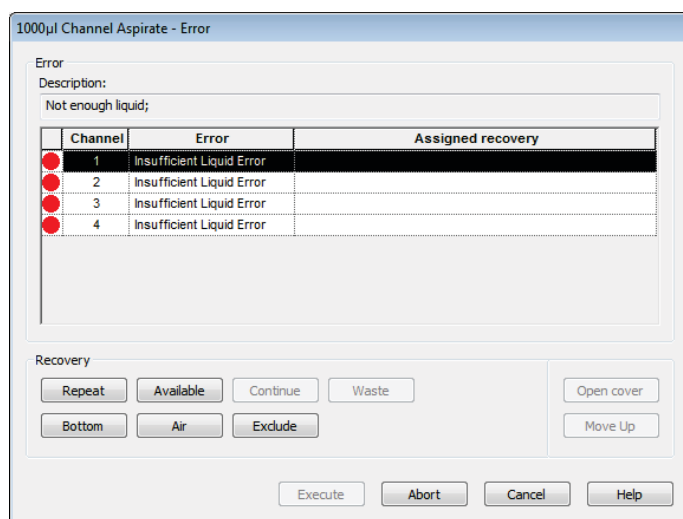 1000µl Channel Aspirate - Error
Error
Description:
Not enough liquid;
Channel Error Assigned recovery
1 Insufficient Liquid Error
2 Insufficient Liquid Error
3 Insufficient Liquid Error
4 Insufficient Liquid Error
Recovery
Repeat Available Continue Waste Open cover
Bottom Air Exclude Move Up
Execute Abort Cancel Help